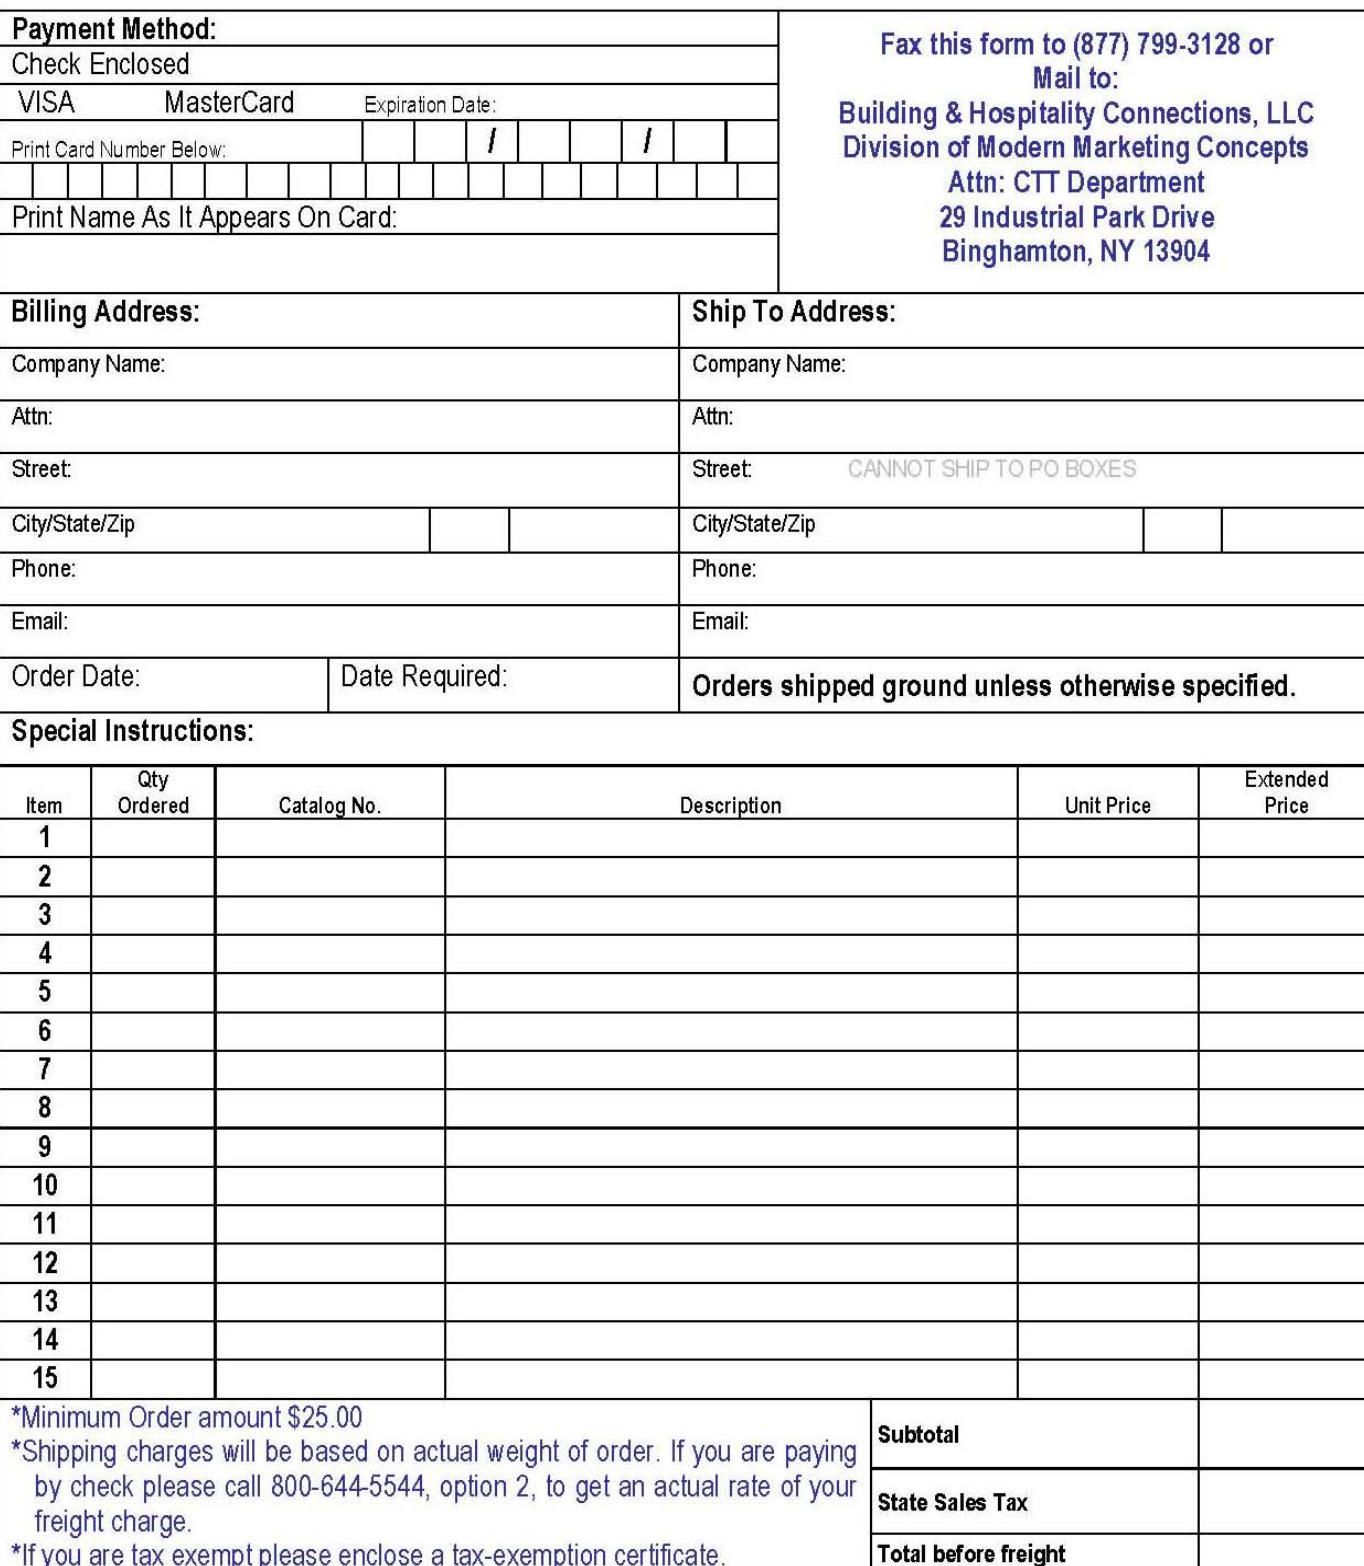 Payment Method:
Check Enclosed
VISA MasterCard Expiration Date:
Print Card Number Below: / /
Print Name As It Appears On Card:
Fax this form to (877) 799-3128 or
Mail to:
Building & Hospitality Connections, LLC
Division of Modern Marketing Concepts
Attn: CTT Department
29 Industrial Park Drive
Binghamton, NY 13904
Billing Address: Ship To Address:
Company Name: Company Name:
Attn: Attn:
Street: Street: CANNOT SHIP TO PO BOXES
City/State/Zip City/State/Zip
Phone: Phone:
Email: Email:
Order Date: Date Required: Orders shipped ground unless otherwise specified.
Special Instructions:
Item Qty Ordered Catalog No. Description Unit Price Extended Price
1
2
3
4
5
6
7
8
9
10
11
12
13
14
15
*Minimum Order amount $25.00
*Shipping charges will be based on actual weight of order. If you are paying
by check please call 800-644-5544, option 2, to get an actual rate of your
freight charge.
*If you are tax exempt please enclose a tax-exemption certificate.
Subtotal
State Sales Tax
Total before freight